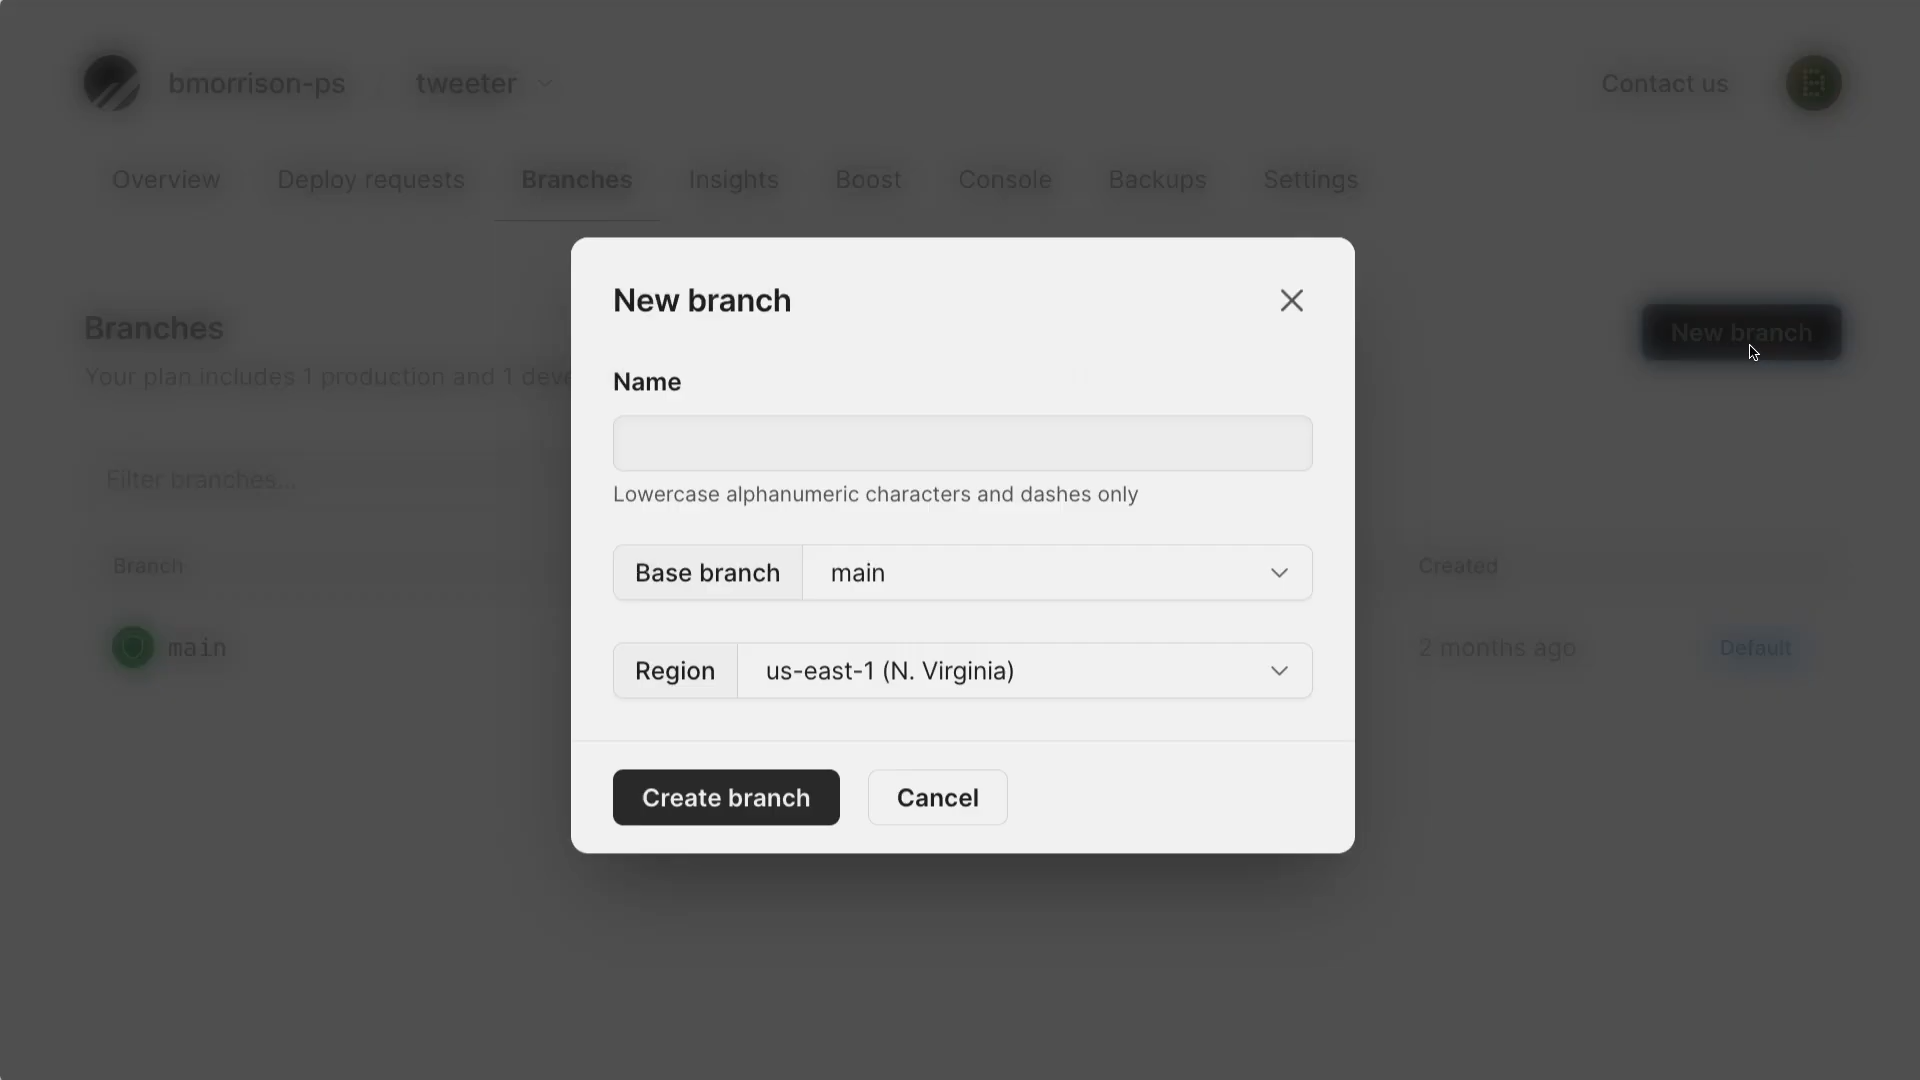 bmorrison-ps tweeter Contact us
Overview Deploy requests Branches Insights Boost Console Backups Settings
Branches New branch
Your plan includes 1 production and 1
Filter branches...
Branch Created
main 2 months ago Default
New branch
Name
Lowercase alphanumeric characters and dashes only
Base branch main
Region us-east-1 (N. Virginia)
Create branch Cancel